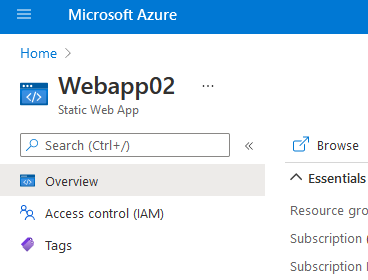 Microsoft Azure
Home
Webapp02 ...
Static Web App
Search (Ctrl+/)
Browse
Overview
Essentials
Access control (IAM)
Resource gro
Tags
Subscription (
Subscription